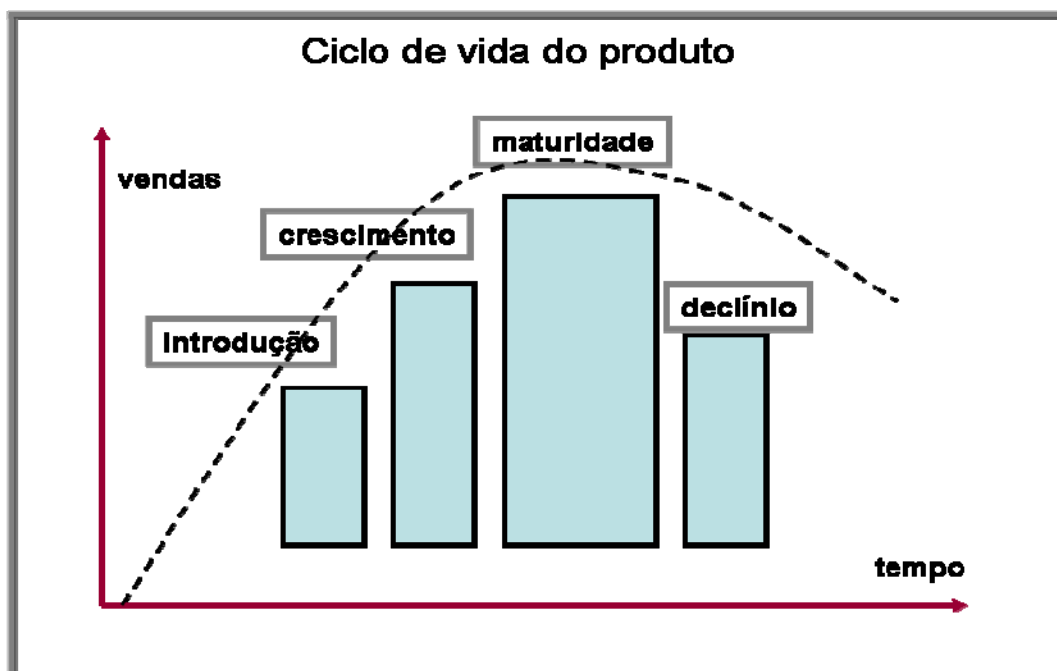 Ciclo de vida do produto
maturidade
vendas
crescimento
introdução
declínio
tempo